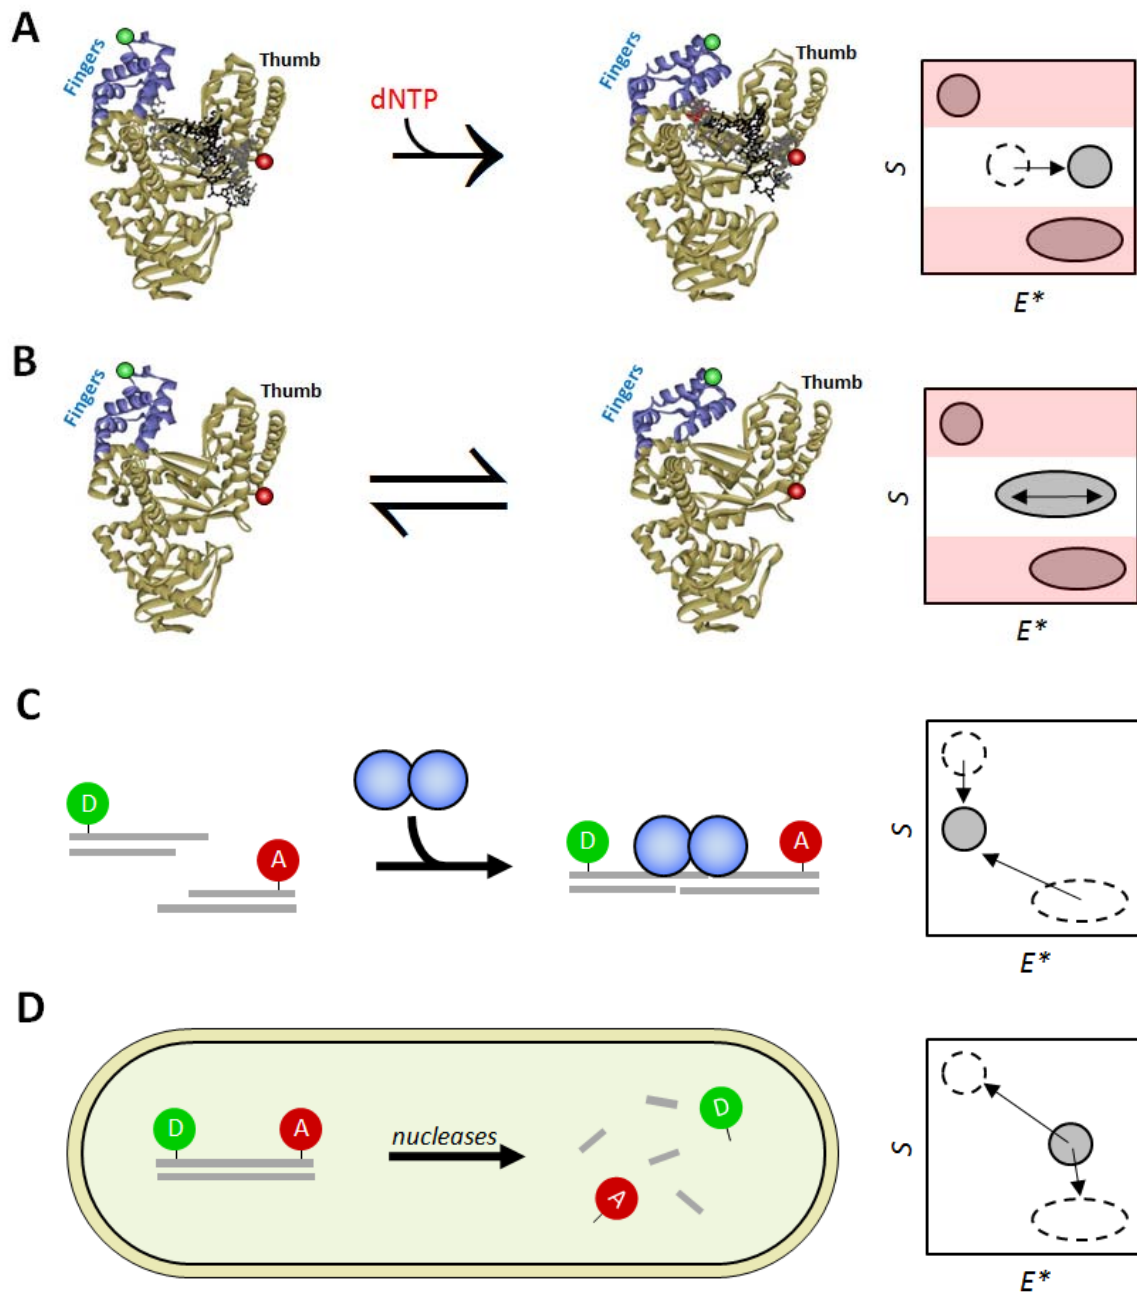 A
Fingers
Thumb
dNTP
Fingers
Thumb
S
E*
B
Fingers
Thumb
Fingers
Thumb
S
E*
C
D
A
D
A
S
E*
D
D
A
nucleases
D
A
S
E*